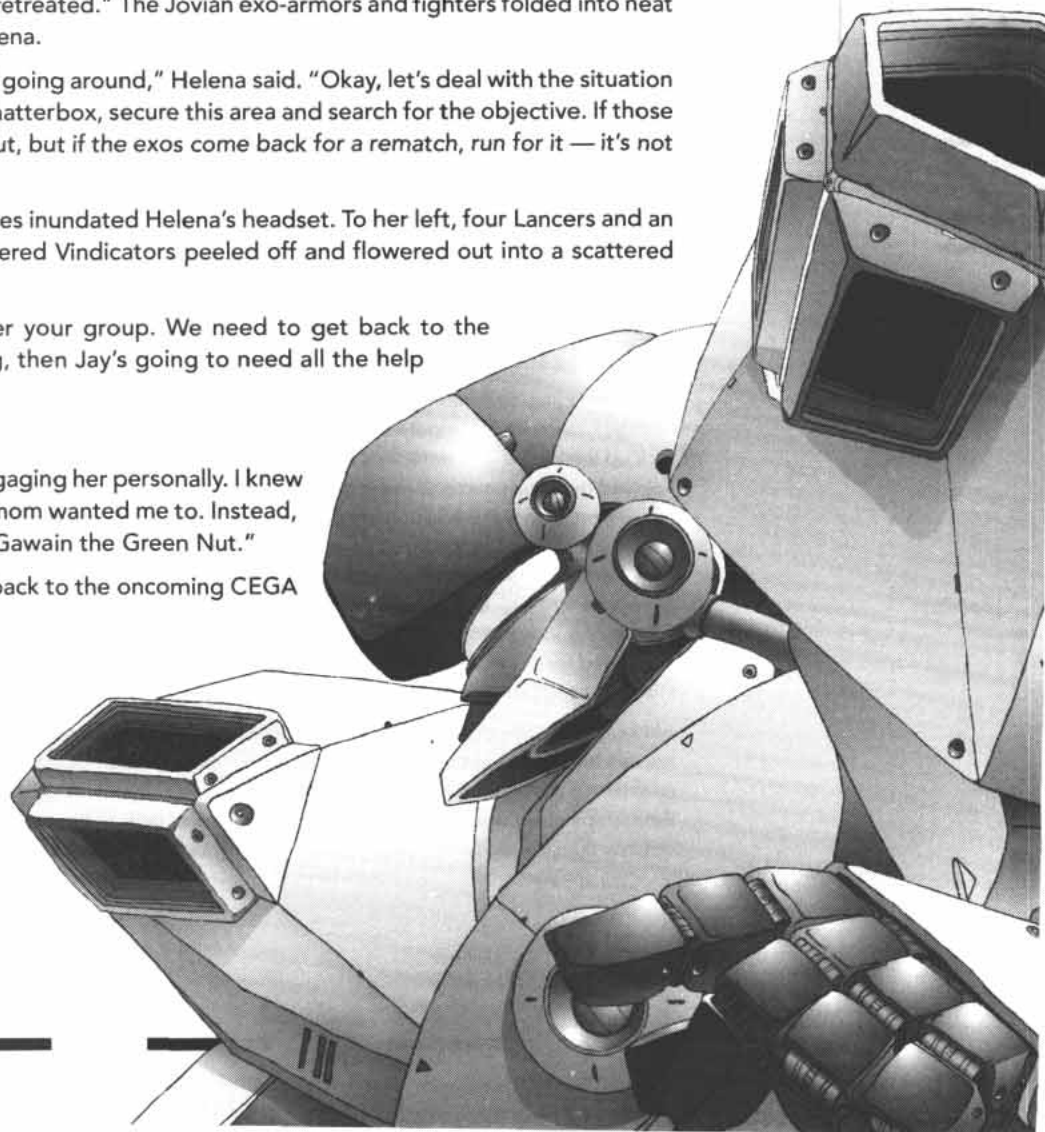 retreated." The Jovian exo-armors and fighters folded into neat
ena.
going around," Helena said. "Okay, let's deal with the situation
atterbox, secure this area and search for the objective. If those
ut, but if the exos come back for a rematch, run for it — it's not
es inundated Helena's headset. To her left, four Lancers and an
ered Vindicators peeled off and flowered out into a scattered
er your group. We need to get back to the
g, then Jay's going to need all the help
gaging her personally. I knew
mom wanted me to. Instead,
Gawain the Green Nut."
back to the oncoming CEGA